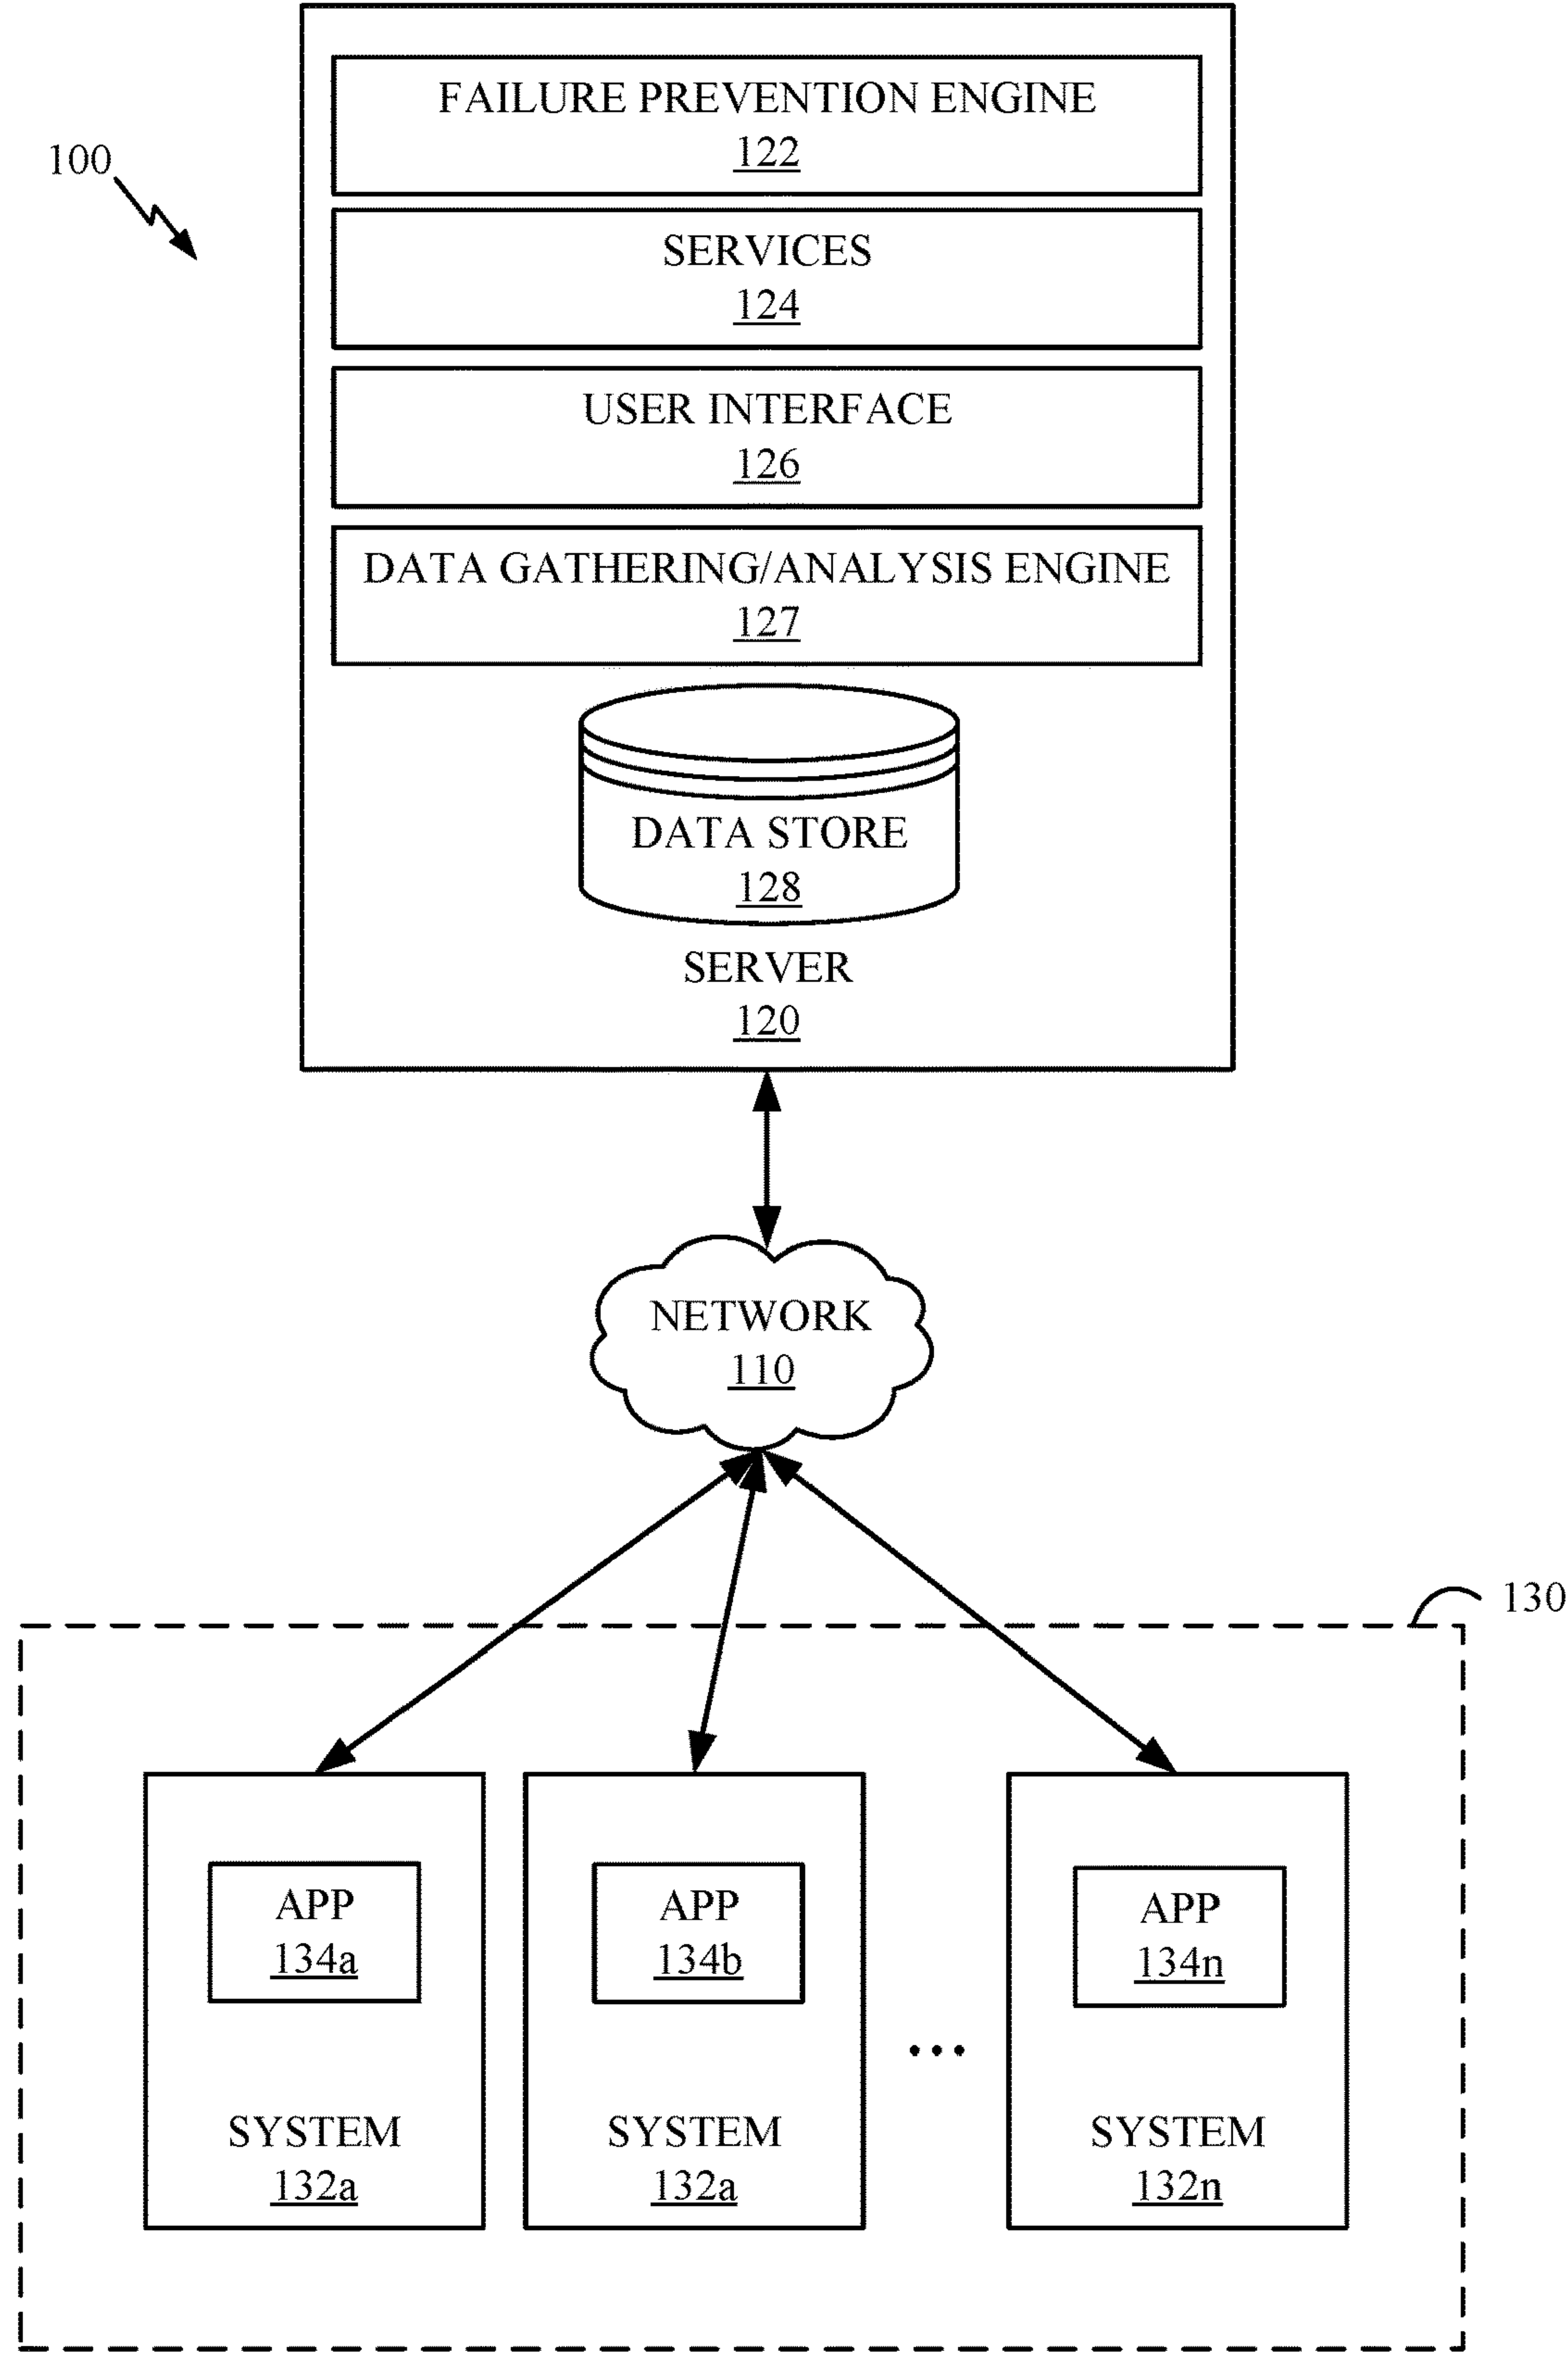 FAILURE PREVENTION ENGINE
122
100
SERVICES
124
USER INTERFACE
126
DATA GATHERING/ANALYSIS ENGINE
127
DATA STORE
128
SERVER
120
NETWORK
110
130
APP
134a
SYSTEM
132a
APP
134b
SYSTEM
132a
...
APP
134n
SYSTEM
132n